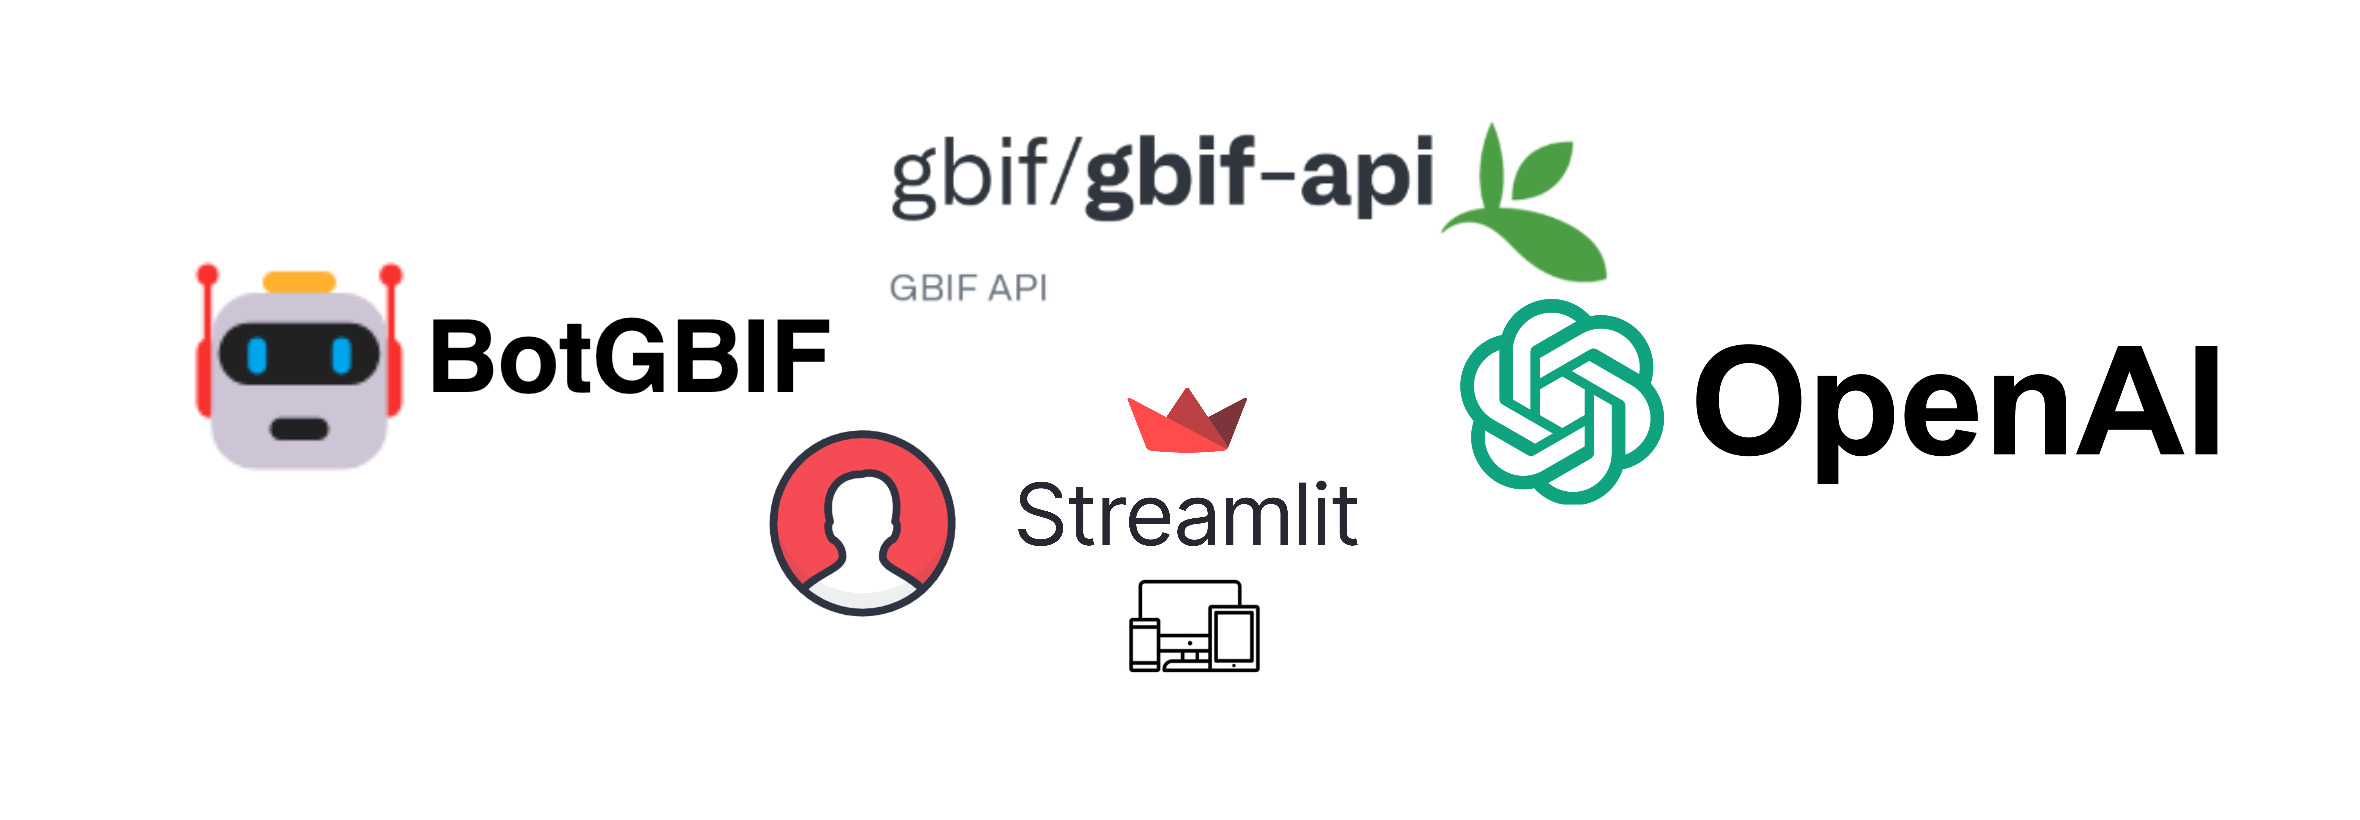 gbif/gbif-api
GBIF API
BotGBIF
OpenAI
Streamlit